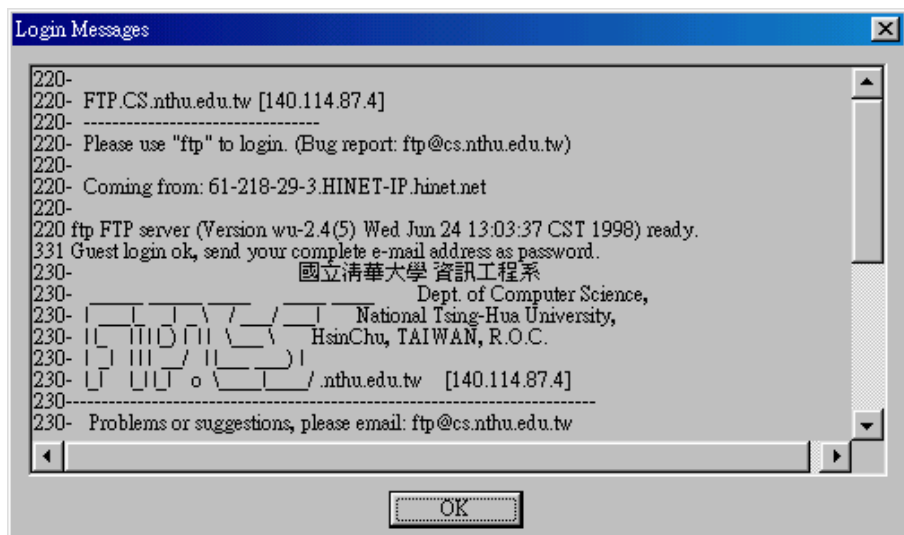 Login Messages
220-
220- FTP.CS.nthu.edu.tw [140.114.87.4]
220- ---------------------------------
220- Please use "ftp" to login. (Bug report: ftp@cs.nthu.edu.tw)
220-
220- Coming from: 61-218-29-3.HINET-IP.hinet.net
220-
220 ftp FTP server (Version wu-2.4(5) Wed Jun 24 13:03:37 CST 1998) ready.
331 Guest login ok, send your complete e-mail address as password.
230- 國立清華大學 資訊工程系
230- Dept. of Computer Science,
230- National Tsing-Hua University,
230- HsinChu, TAIWAN, R.O.C.
230-
230- .nthu.edu.tw [140.114.87.4]
230-----------------------------------------------------------------------
230- Problems or suggestions, please email: ftp@cs.nthu.edu.tw
OK